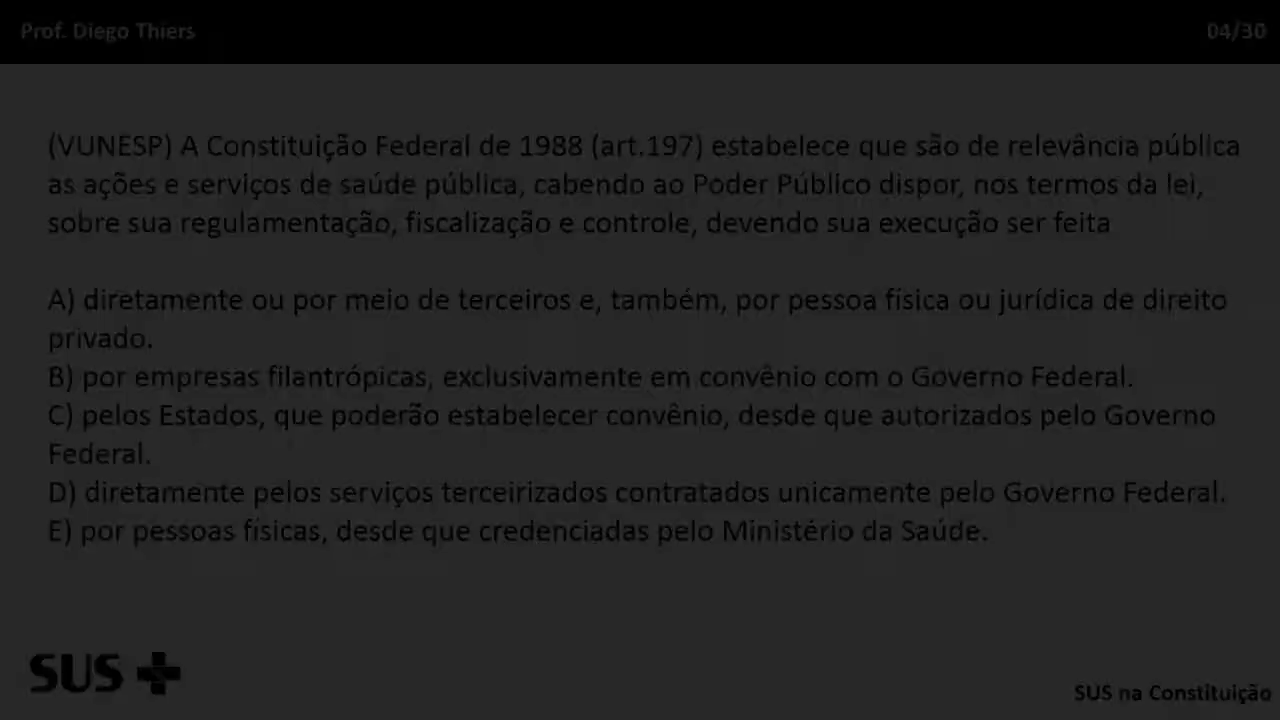 Prof. Diego Thiers
04/30
(VUNESP) A Constituição Federal de 1988 (art.197) estabelece que são de relevância pública
as ações e serviços de saúde pública, cabendo ao Poder Público dispor, nos termos da lei,
sobre sua regulamentação, fiscalização e controle, devendo sua execução ser feita
A) diretamente ou por meio de terceiros e, também, por pessoa física ou jurídica de direito
privado.
B) por empresas filantrópicas, exclusivamente em convênio com o Governo Federal.
C) pelos Estados, que poderão estabelecer convênio, desde que autorizados pelo Governo
Federal.
D) diretamente pelos serviços terceirizados contratados unicamente pelo Governo Federal.
E) por pessoas físicas, desde que credenciadas pelo Ministério da Saúde.
SUS
SUS na Constituição